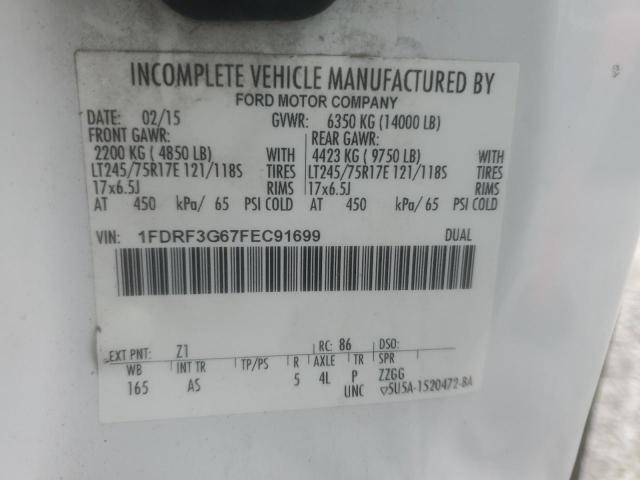 INCOMPLETE VEHICLE MANUFACTURED BY
FORD MOTOR COMPANY
DATE: 02/15 GVWR: 6350 KG (14000 LB)
FRONT GAWR: REAR GAWR:
2200 KG ( 4850 LB) WITH 4423 KG ( 9750 LB) WITH
LT245/75R17E 121/118S TIRES LT245/75R17E 121/118S TIRES
17x6.5J RIMS 17x6.5J RIMS
AT 450 kPa/ 65 PSI COLD AT 450 kPa/ 65 PSI COLD
VIN: 1FDRF3G67FEC91699 DUAL
EXT PNT: Z1 RC: 86 DSO:
WB INT TR TP/PS R AXLE TR SPR
165 AS 5 4L P ZZGG
UNC ▽5U5A-1520472-BA